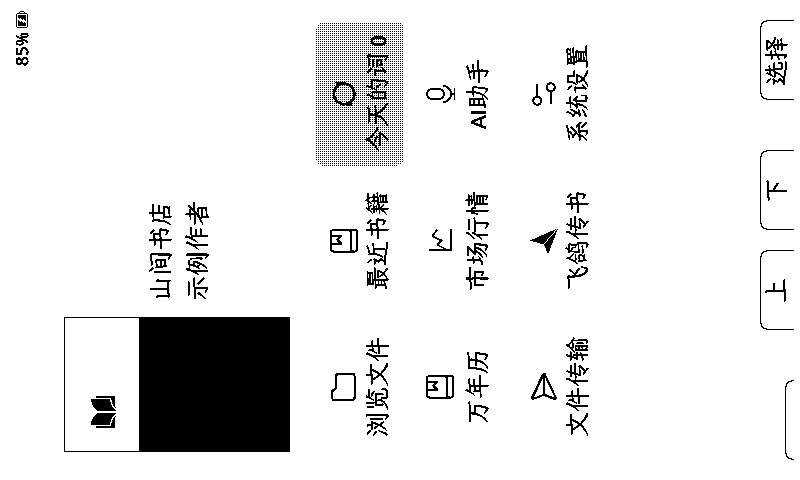 85%
山间书店
示例作者
浏览文件
最近书籍
今天的词 0
万年历
市场行情
AI助手
文件传输
飞鸽传书
系统设置
上
下
选择